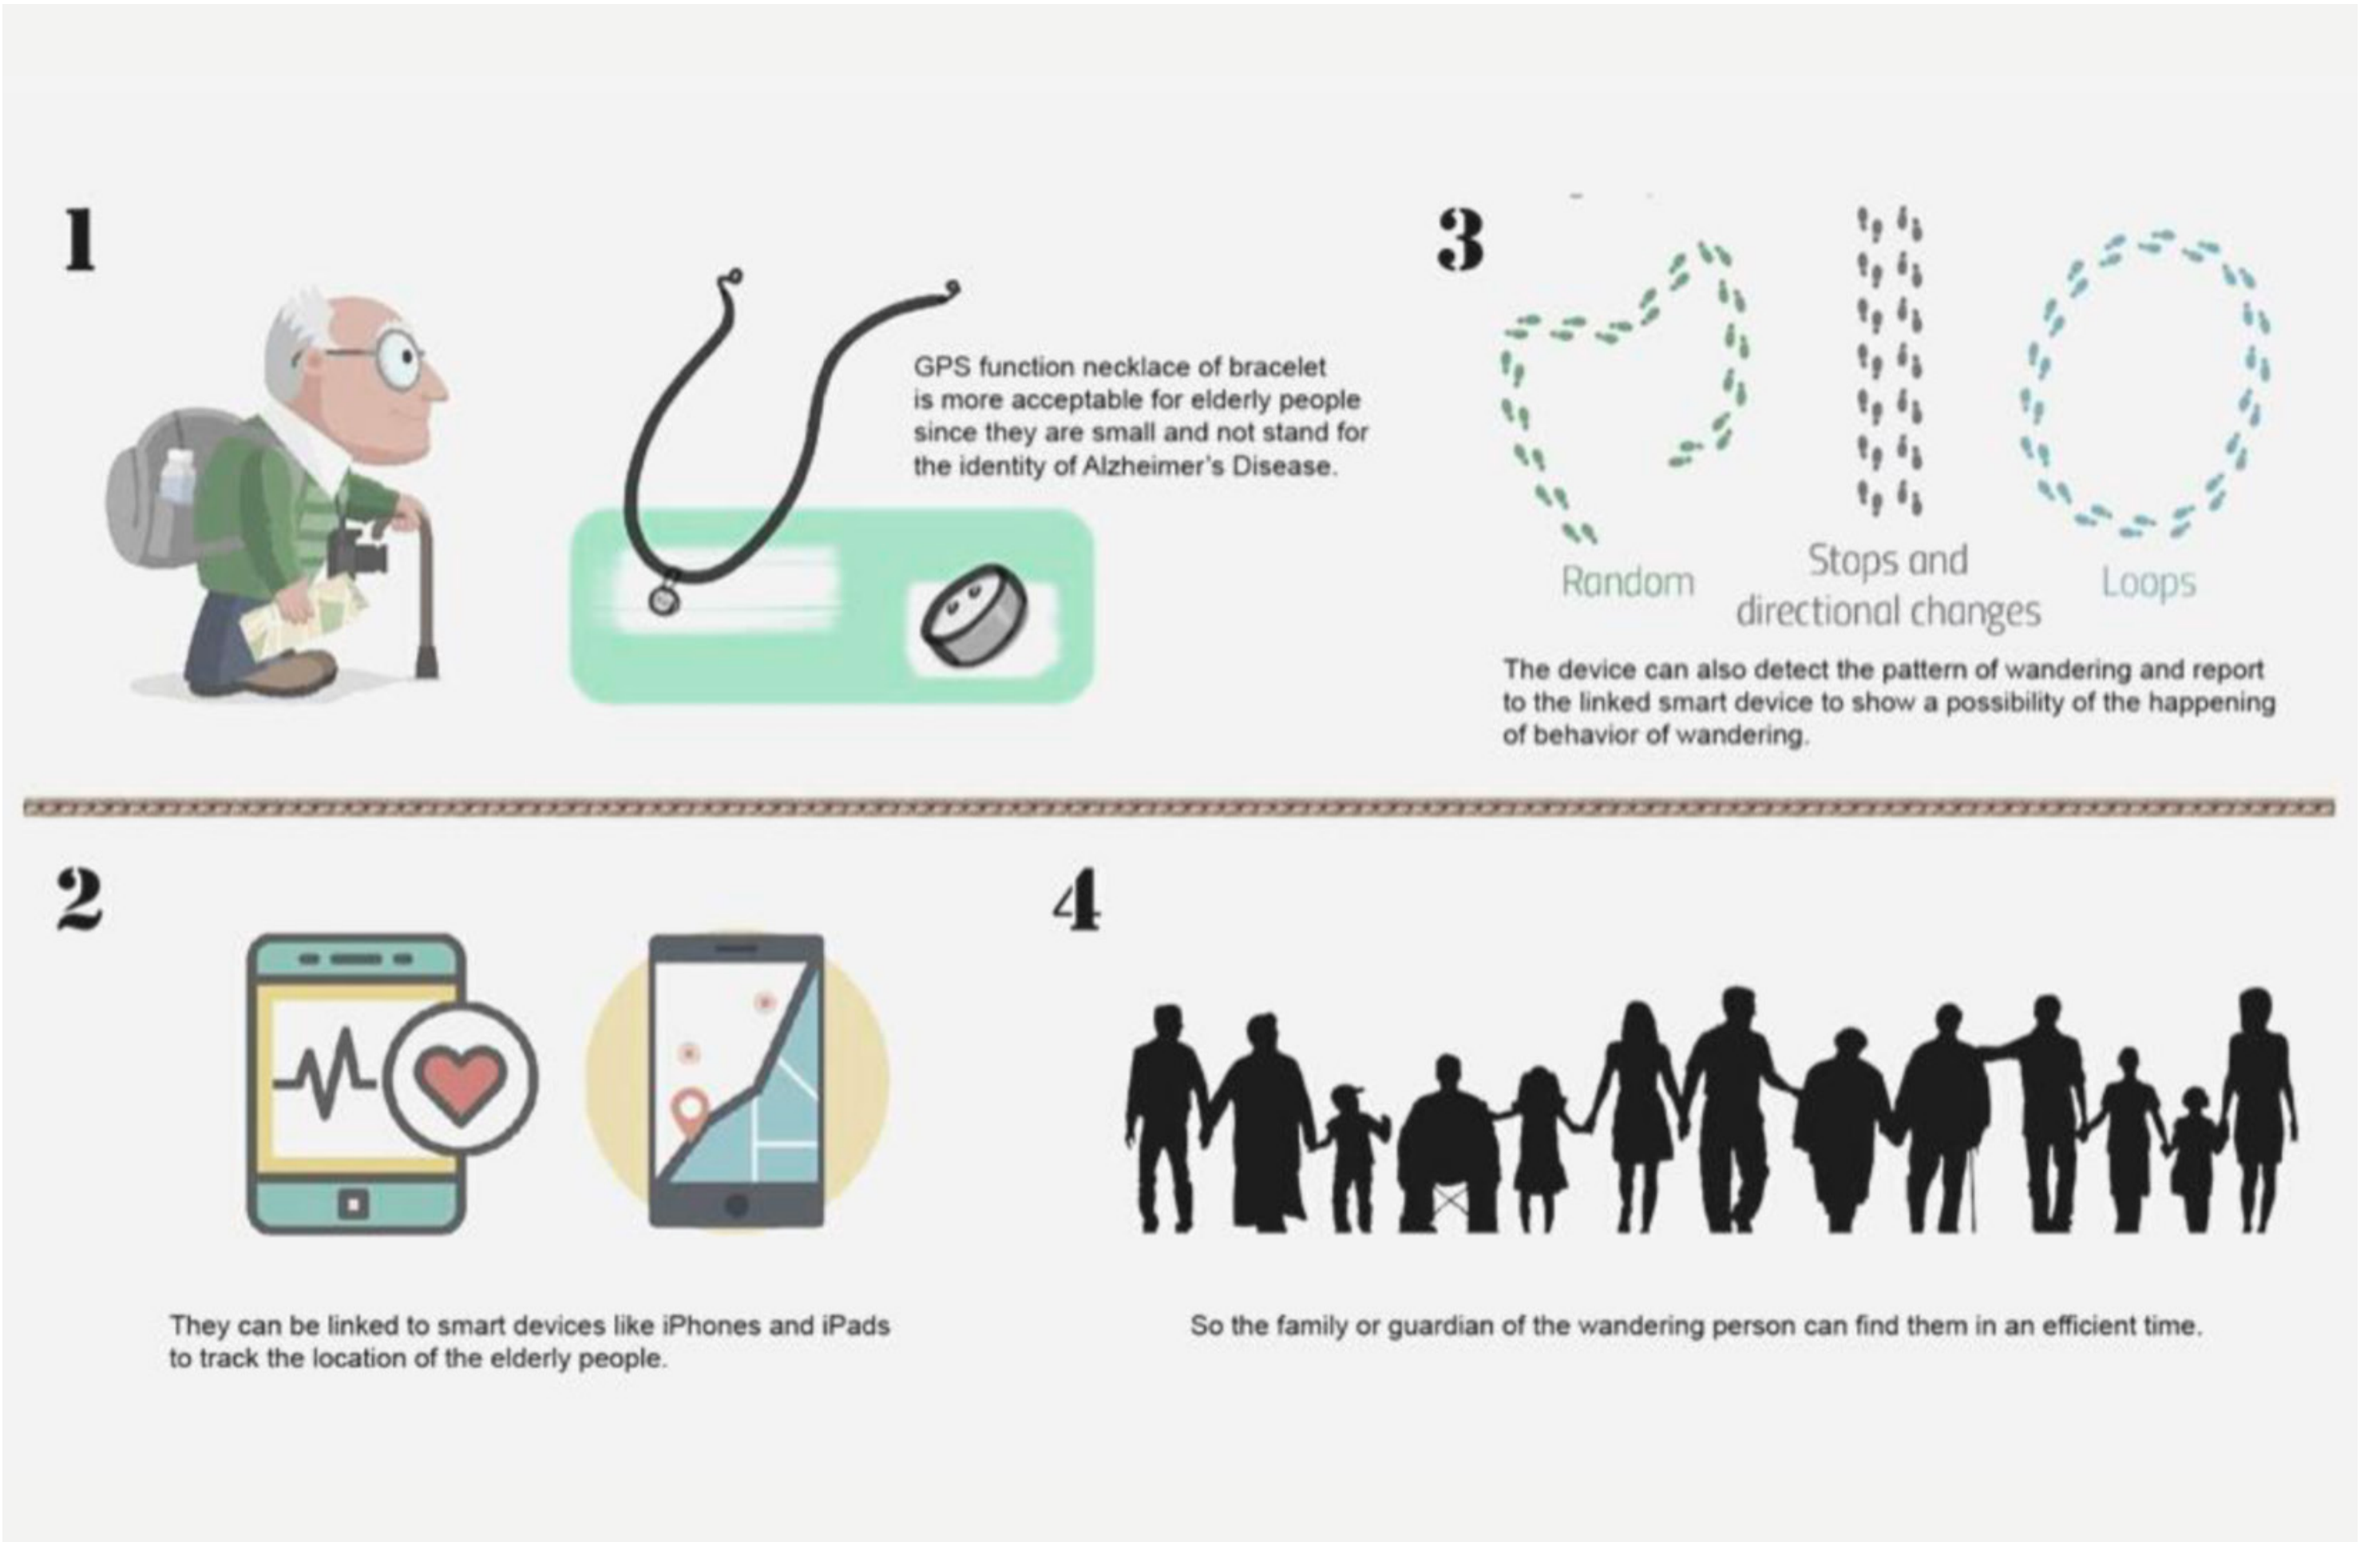 1
GPS function necklace of bracelet
is more acceptable for elderly people
since they are small and not stand for
the identity of Alzheimer's Disease.
2
They can be linked to smart devices like iPhones and iPads
to track the location of the elderly people.
3
Random
Stops and
directional changes
Loops
The device can also detect the pattern of wandering and report
to the linked smart device to show a possibility of the happening
of behavior of wandering.
4
So the family or guardian of the wandering person can find them in an efficient time.